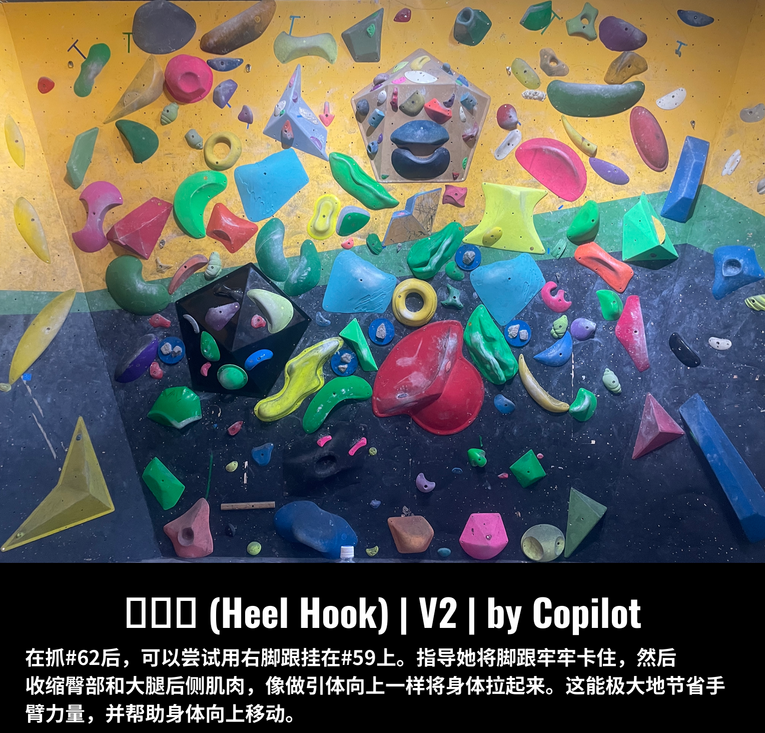 (Heel Hook) | V2 | by Copilot
在抓#62后，可以尝试用右脚跟挂在#59上。指导她将脚跟牢牢卡住，然后
收缩臀部和大腿后侧肌肉，像做引体向上一样将身体拉起来。这能极大地节省手
臂力量，并帮助身体向上移动。